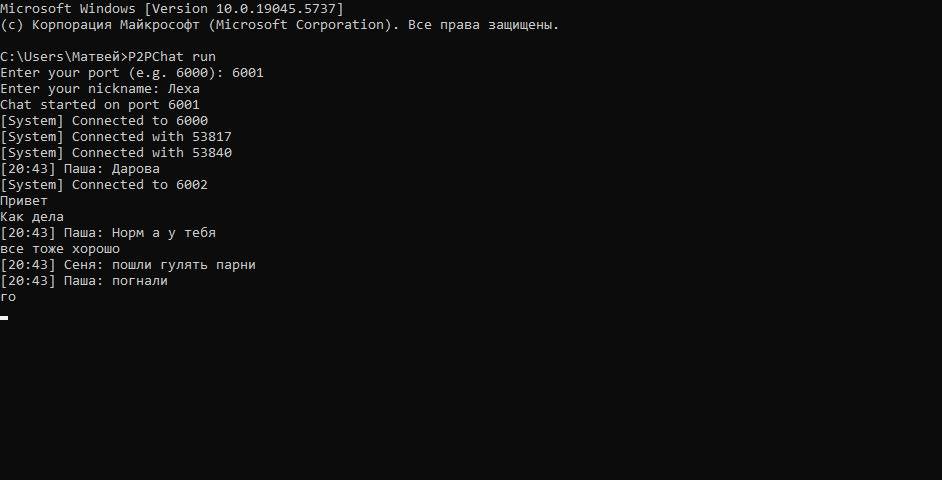 Microsoft Windows [Version 10.0.19045.5737]
(c) Корпорация Майкрософт (Microsoft Corporation). Все права защищены.
C:\Users\Матвей>P2PChat run
Enter your port (e.g. 6000): 6001
Enter your nickname: Леха
Chat started on port 6001
[System] Connected to 6000
[System] Connected with 53817
[System] Connected with 53840
[20:43] Паша: Дарова
[System] Connected to 6002
Привет
Как дела
[20:43] Паша: Норм а у тебя
все тоже хорошо
[20:43] Сеня: пошли гулять парни
[20:43] Паша: погнали
го